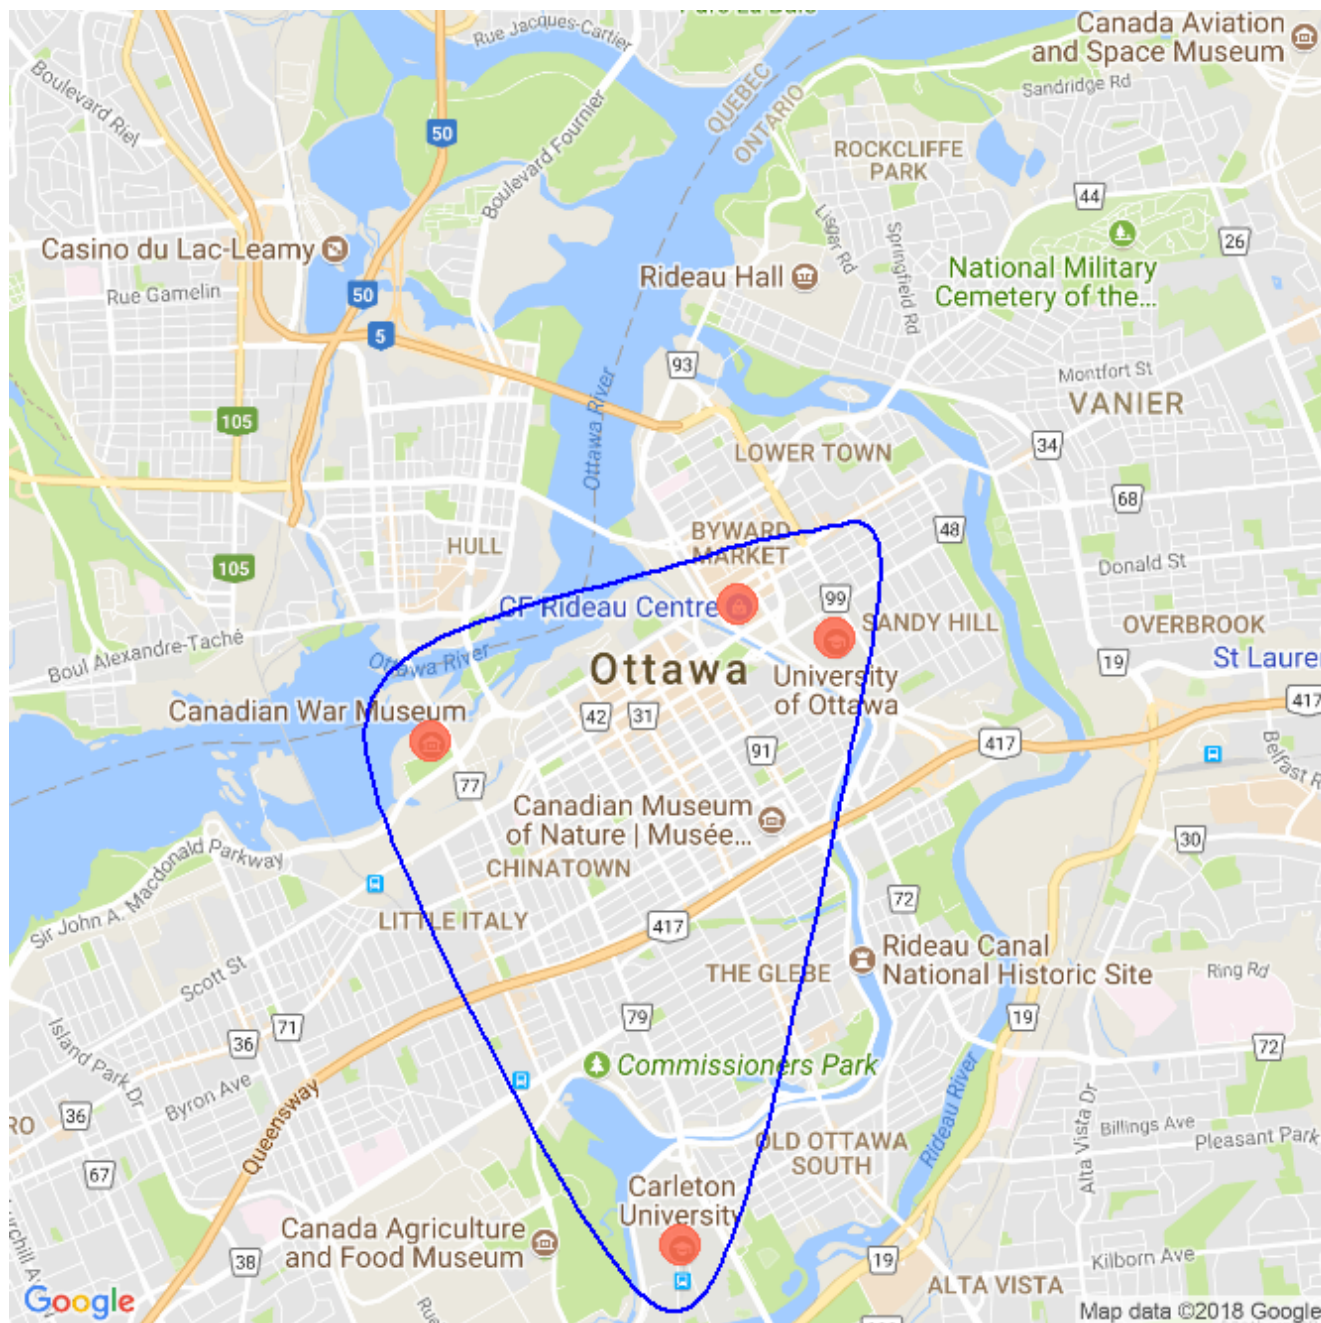 Parc La Baie
Rue Jacques-Cartier
Canada Aviation
and Space Museum
Sandridge Rd
Boulevard Riel
50
Boulevard Fournier
QUEBEC
ONTARIO
ROCKCLIFFE
PARK
44
Lisgar Rd
Springfield Rd
26
Casino du Lac-Leamy
Rideau Hall
National Military
Cemetery of the...
Rue Gamelin
50
5
93
Montfort St
VANIER
105
Ottawa River
LOWER TOWN
34
68
48
BYWARD
MARKET
HULL
105
Donald St
CF Rideau Centre
99
SANDY HILL
OVERBROOK
Boul Alexandre-Taché
Ottawa River
Ottawa
University
of Ottawa
19
St Laurer
417
Canadian War Museum
42
31
91
417
Belfast R
77
Canadian Museum
of Nature | Musée...
30
Sir John A. Macdonald Parkway
CHINATOWN
72
LITTLE ITALY
417
Rideau Canal
National Historic Site
THE GLEBE
Ring Rd
Scott St
71
79
19
36
72
Island Park Dr
Commissioners Park
Byron Ave
36
RO
Queensway
Rideau River
Alta Vista Dr
Billings Ave
Pleasant Park
OLD OTTAWA
SOUTH
67
Carleton
University
Canada Agriculture
and Food Museum
38
19
Kilborn Ave
ALTA VISTA
urchill Av
Rue
Google
Map data ©2018 Google